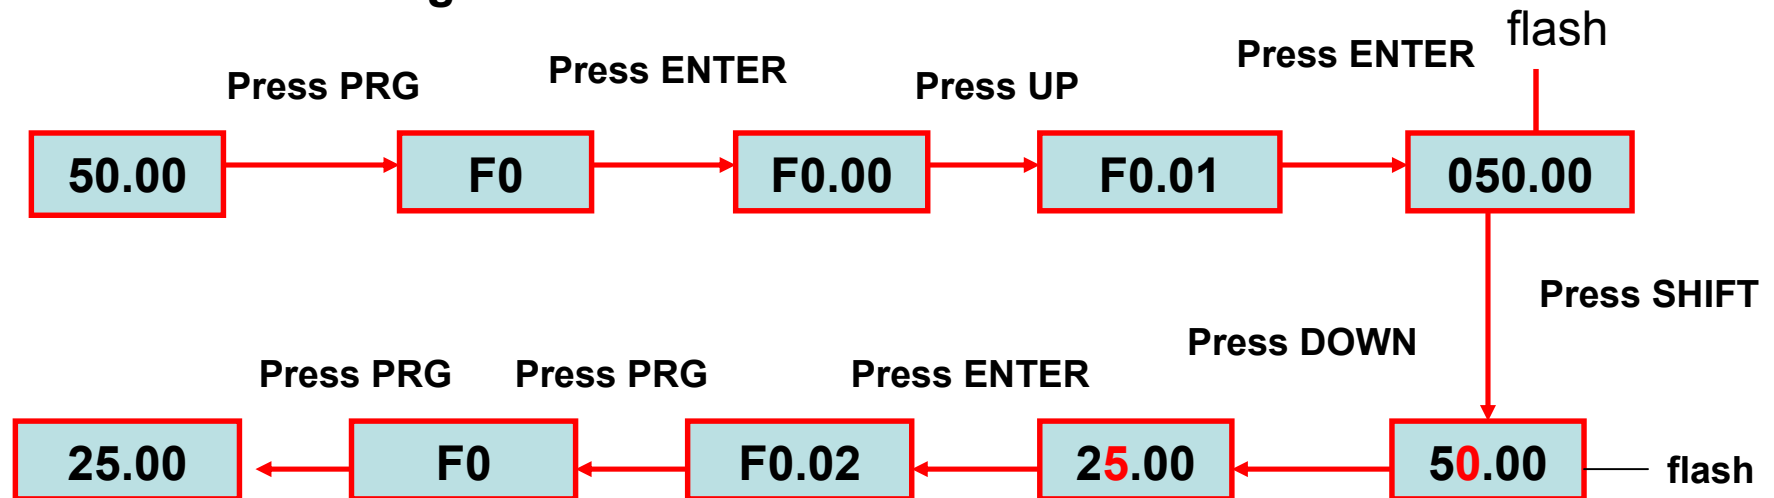 g
flash
Press PRG
Press ENTER
Press UP
Press ENTER
50.00
F0
F0.00
F0.01
050.00
Press SHIFT
Press DOWN
Press PRG
Press PRG
Press ENTER
25.00
F0
F0.02
25.00
50.00
flash